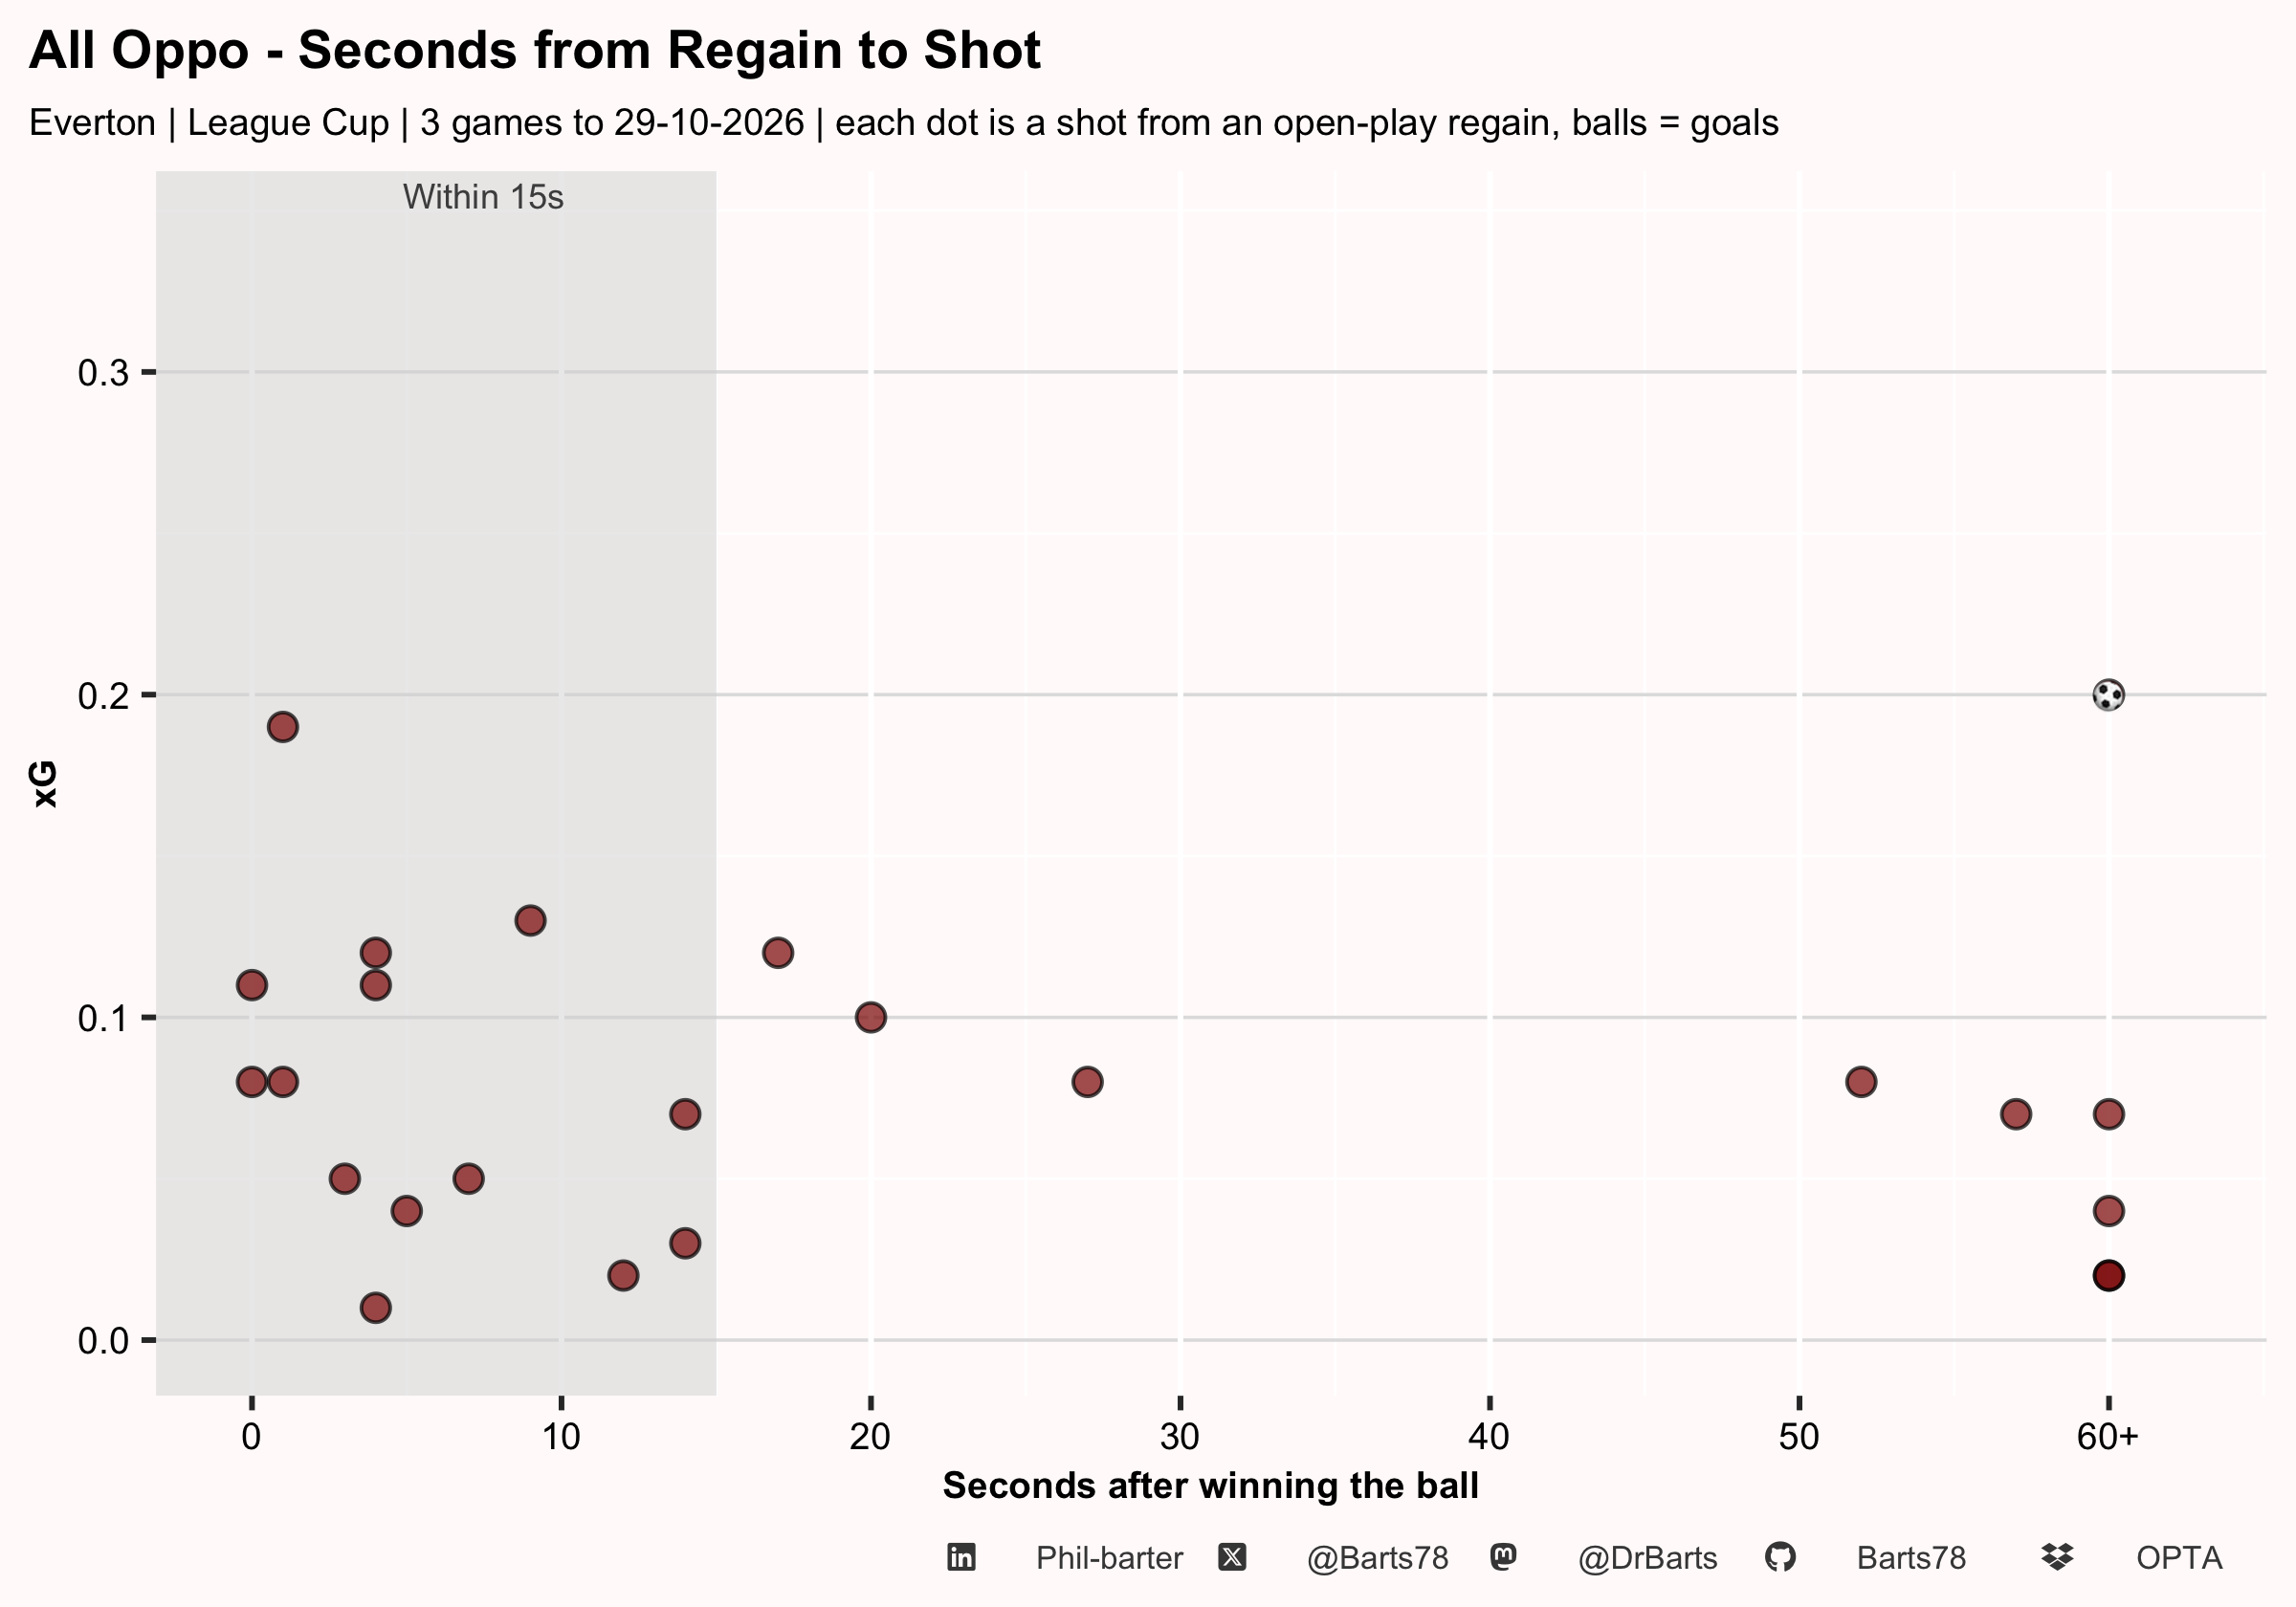 All Oppo - Seconds from Regain to Shot
Everton | League Cup | 3 games to 29-10-2026 | each dot is a shot from an open-play regain, balls = goals
Within 15s
0.3
0.2
0.1
0.0
xG
0 10 20 30 40 50 60+
Seconds after winning the ball
Phil-barter @Barts78 @DrBarts Barts78 OPTA